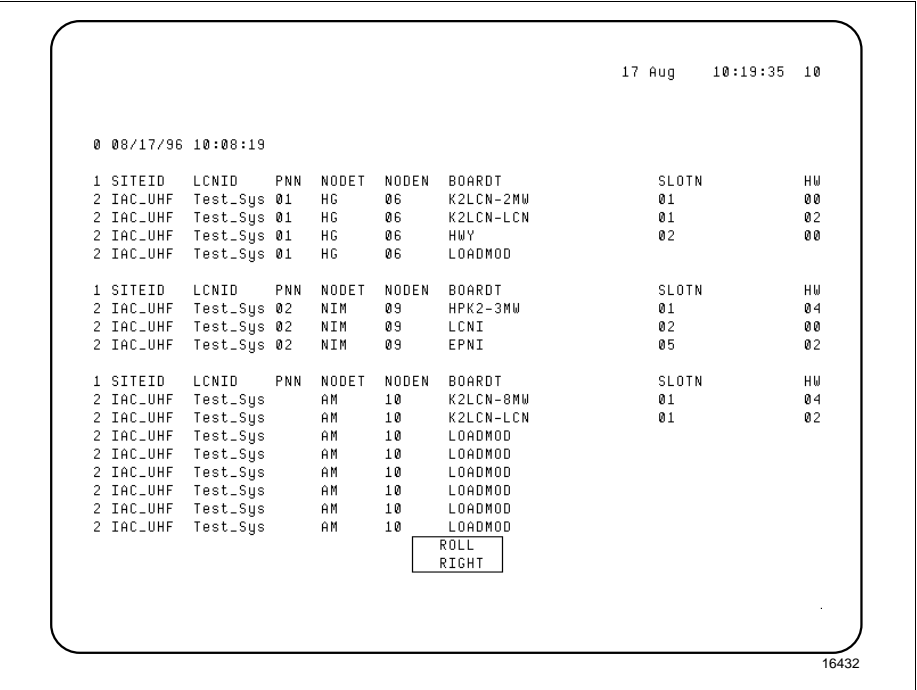 17 Aug 10:19:35 10
0 08/17/96 10:08:19
1 SITEID LCNID PNN NODET NODEN BOARDT SLOTN HW
2 IAC_UHF Test_Sys 01 HG 06 K2LCN-2MW 01 00
2 IAC_UHF Test_Sys 01 HG 06 K2LCN-LCN 01 02
2 IAC_UHF Test_Sys 01 HG 06 HWY 02 00
2 IAC_UHF Test_Sys 01 HG 06 LOADMOD
1 SITEID LCNID PNN NODET NODEN BOARDT SLOTN HW
2 IAC_UHF Test_Sys 02 NIM 09 HPK2-3MW 01 04
2 IAC_UHF Test_Sys 02 NIM 09 LCNI 02 00
2 IAC_UHF Test_Sys 02 NIM 09 EPNI 05 02
1 SITEID LCNID PNN NODET NODEN BOARDT SLOTN HW
2 IAC_UHF Test_Sys AM 10 K2LCN-8MW 01 04
2 IAC_UHF Test_Sys AM 10 K2LCN-LCN 01 02
2 IAC_UHF Test_Sys AM 10 LOADMOD
2 IAC_UHF Test_Sys AM 10 LOADMOD
2 IAC_UHF Test_Sys AM 10 LOADMOD
2 IAC_UHF Test_Sys AM 10 LOADMOD
2 IAC_UHF Test_Sys AM 10 LOADMOD
2 IAC_UHF Test_Sys AM 10 LOADMOD
ROLL
RIGHT
16432